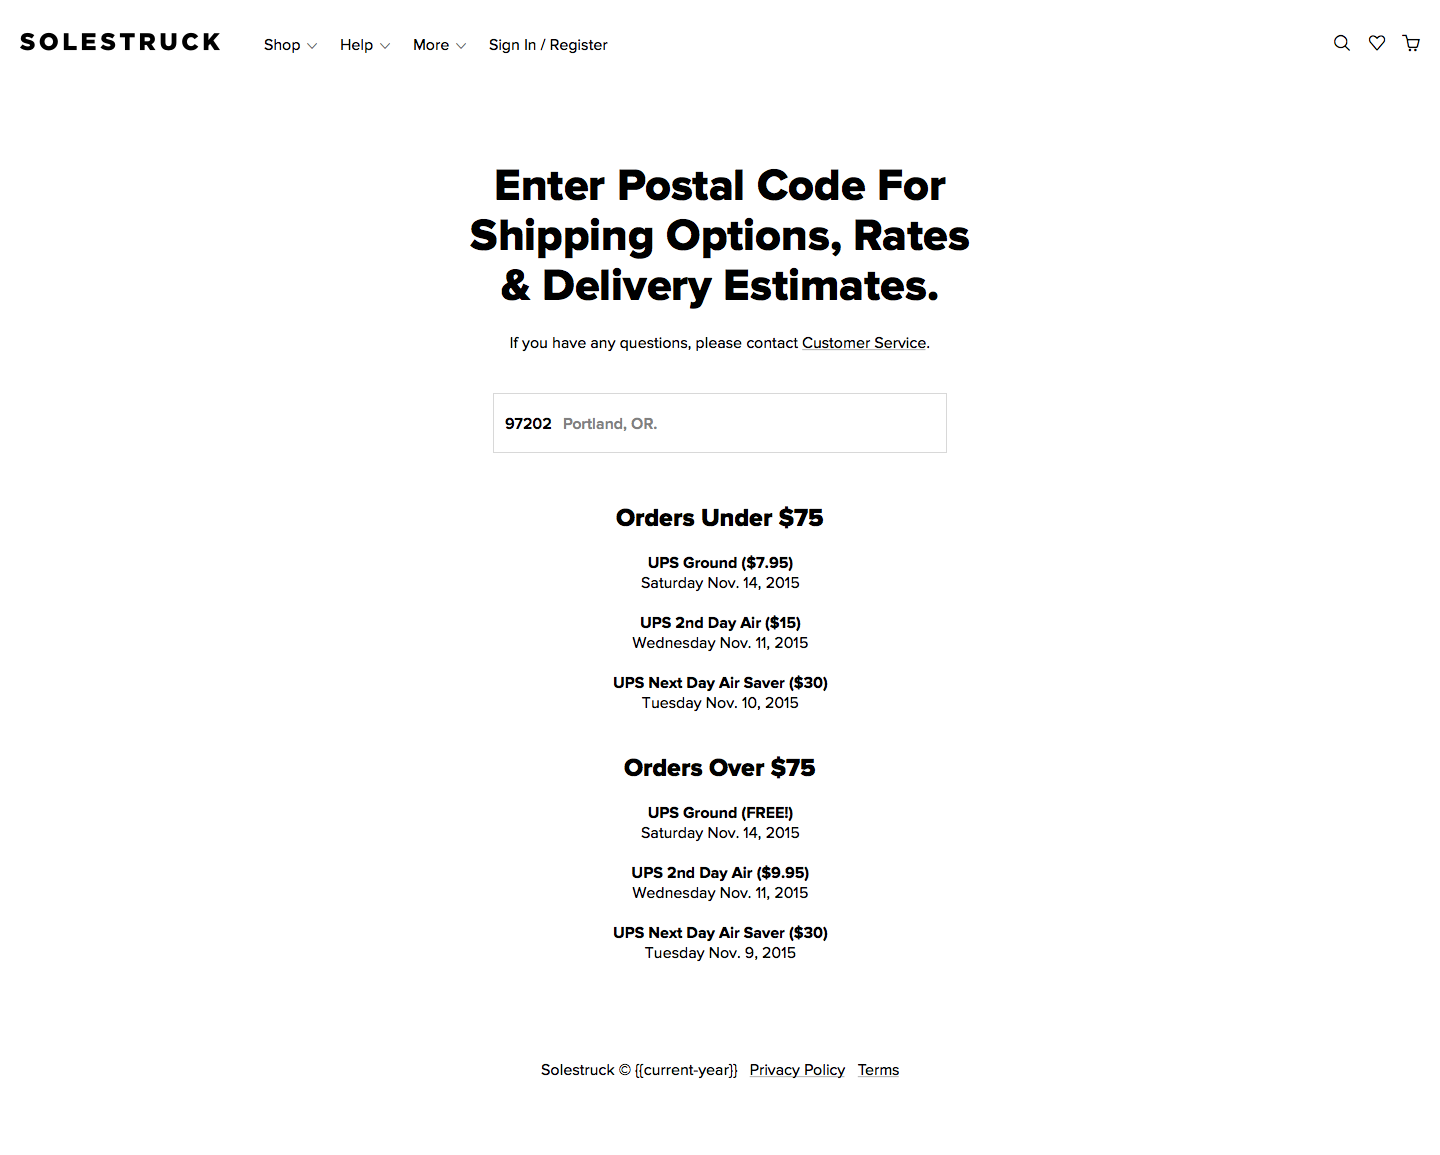 SOLESTRUCK Shop Help More Sign In / Register
Enter Postal Code For
Shipping Options, Rates
& Delivery Estimates.
If you have any questions, please contact Customer Service.
97202 Portland, OR.
Orders Under $75
UPS Ground ($7.95)
Saturday Nov. 14, 2015
UPS 2nd Day Air ($15)
Wednesday Nov. 11, 2015
UPS Next Day Air Saver ($30)
Tuesday Nov. 10, 2015
Orders Over $75
UPS Ground (FREE!)
Saturday Nov. 14, 2015
UPS 2nd Day Air ($9.95)
Wednesday Nov. 11, 2015
UPS Next Day Air Saver ($30)
Tuesday Nov. 9, 2015
Solestruck © {{current-year}} Privacy Policy Terms